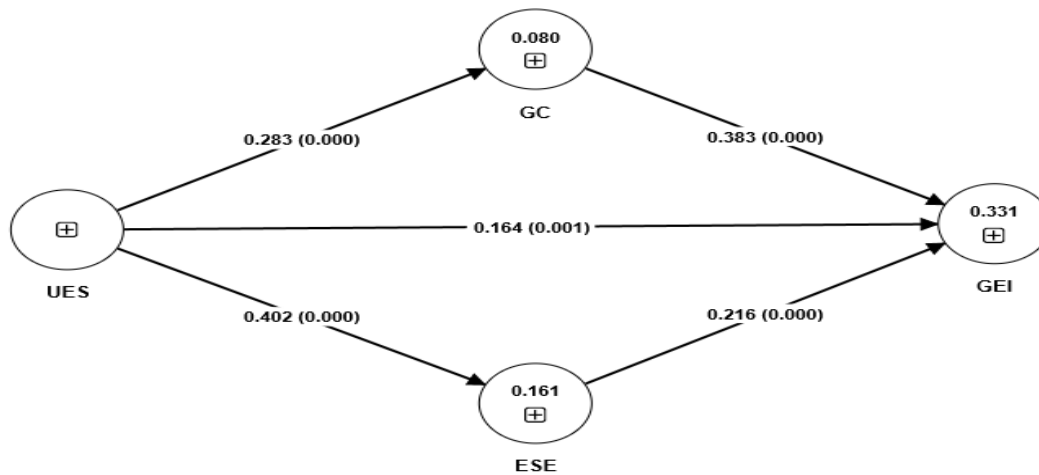 0.080
GC
0.283 (0.000)
0.383 (0.000)
UES
0.164 (0.001)
0.331
GEI
0.402 (0.000)
0.216 (0.000)
0.161
ESE